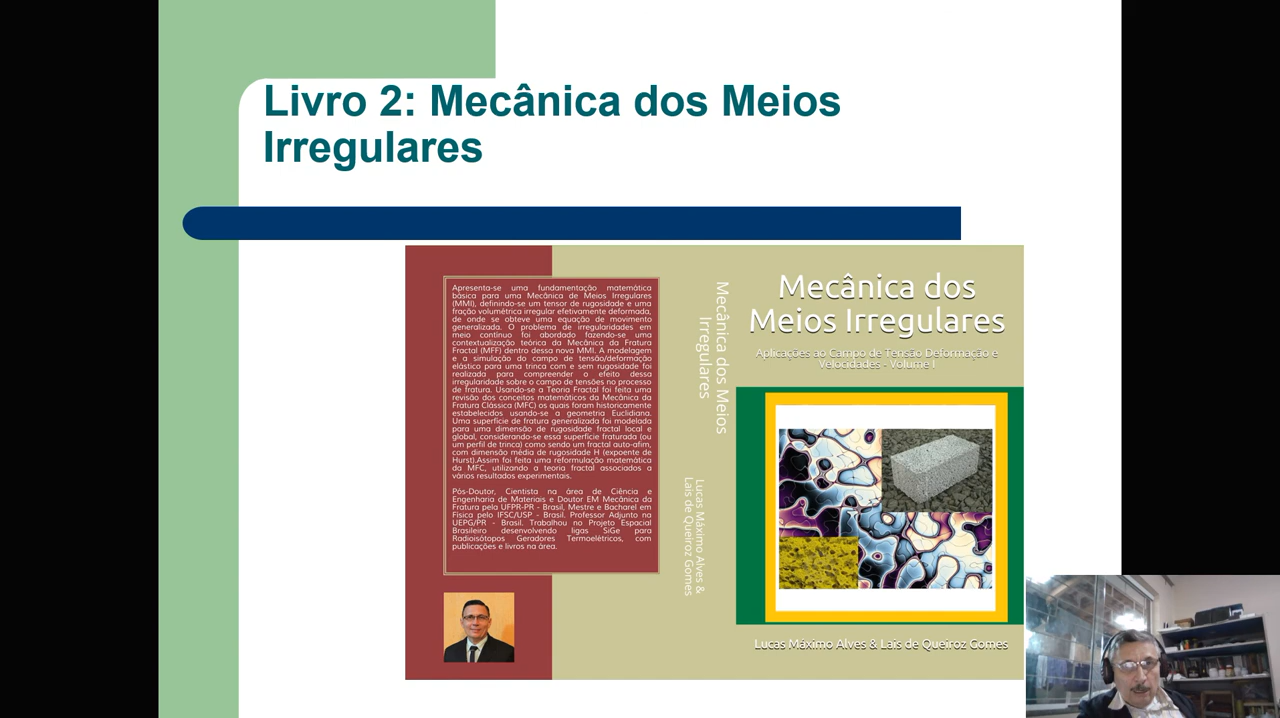 Livro 2: Mecânica dos Meios
Irregulares
Apresenta-se uma fundamentação matemática
básica para uma Mecânica de Meios Irregulares
(MMI), definindo-se um tensor de rugosidade e uma
fração volumétrica irregular efetivamente deformada,
de onde se obteve uma equação de movimento
generalizada. O problema de irregularidades em
meio contínuo foi abordado fazendo-se uma
contextualização teórica da Mecânica da Fratura
Fractal (MFF) dentro dessa nova MMI. A modelagem
e a simulação do campo de tensão/deformação
elástico para uma trinca com e sem rugosidade foi
realizada para compreender o efeito dessa
irregularidade sobre o campo de tensões no processo
de fratura. Usando-se a Teoria Fractal foi feita uma
revisão dos conceitos matemáticos da Mecânica da
Fratura Clássica (MFC) os quais foram historicamente
estabelecidos usando-se a geometria Euclidiana.
Uma superfície de fratura generalizada foi modelada
para uma dimensão de rugosidade fractal local e
global, considerando-se essa superfície fraturada (ou
um perfil de trinca) como sendo um fractal auto-afim,
com dimensão média de rugosidade H (expoente de
Hurst).Assim foi feita uma reformulação matemática
da MFC, utilizando a teoria fractal associados a
vários resultados experimentais.
Pós-Doutor, Cientista na área de Ciência e
Engenharia de Materiais e Doutor EM Mecânica da
Fratura pela UFPR-PR - Brasil, Mestre e Bacharel em
Física pelo IFSC/USP - Brasil. Professor Adjunto na
UEPG/PR - Brasil. Trabalhou no Projeto Espacial
Brasileiro desenvolvendo ligas SiGe para
Radioisótopos Geradores Termoelétricos, com
publicações e livros na área.
Mecânica dos Meios
Irregulares
Lucas Máximo Alves &
Lais de Queiroz Gomes
Mecânica dos
Meios Irregulares
Aplicações ao Campo de Tensão Deformação e
Velocidades - Volume I
Lucas Máximo Alves & Lais de Queiroz Gomes